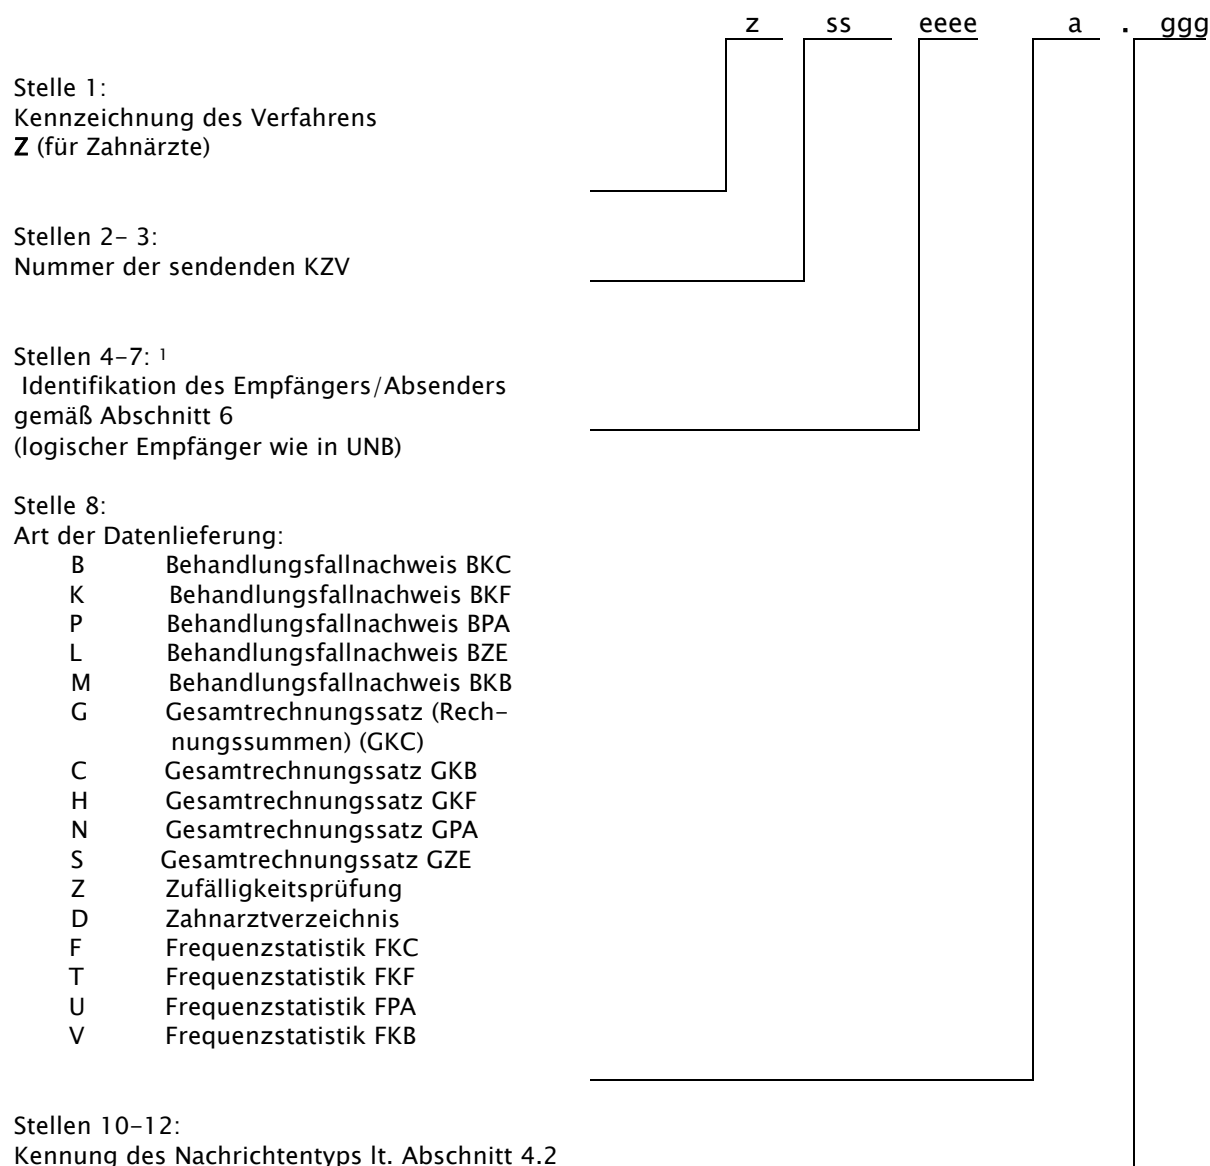 z ss eeee a . ggg
Stelle 1:
Kennzeichnung des Verfahrens
Z (für Zahnärzte)
Stellen 2- 3:
Nummer der sendenden KZV
Stellen 4-7: 1
Identifikation des Empfängers/Absenders
gemäß Abschnitt 6
(logischer Empfänger wie in UNB)
Stelle 8:
Art der Datenlieferung:
B Behandlungsfallnachweis BKC
K Behandlungsfallnachweis BKF
P Behandlungsfallnachweis BPA
L Behandlungsfallnachweis BZE
M Behandlungsfallnachweis BKB
G Gesamtrechnungssatz (Rech-
nungssummen) (GKC)
C Gesamtrechnungssatz GKB
H Gesamtrechnungssatz GKF
N Gesamtrechnungssatz GPA
S Gesamtrechnungssatz GZE
Z Zufälligkeitsprüfung
D Zahnarztverzeichnis
F Frequenzstatistik FKC
T Frequenzstatistik FKF
U Frequenzstatistik FPA
V Frequenzstatistik FKB
Stellen 10-12:
Kennung des Nachrichtentyps lt. Abschnitt 4.2